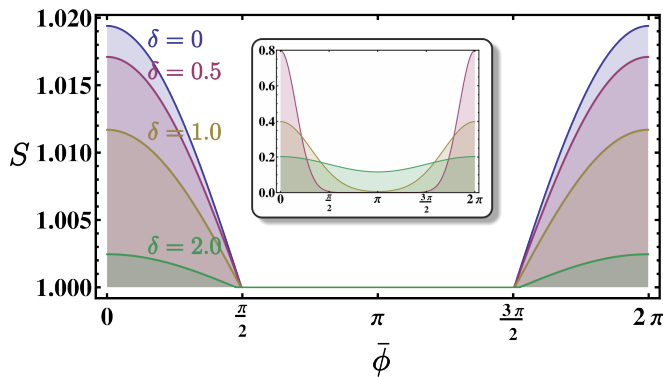 1.020
1.015
1.010
1.005
1.000
S
δ = 0
δ = 0.5
δ = 1.0
δ = 2.0
0.8
0.6
0.4
0.2
0.0
0 π/2 π 3π/2 2π
0 π/2 π 3π/2 2π
ϕ̄